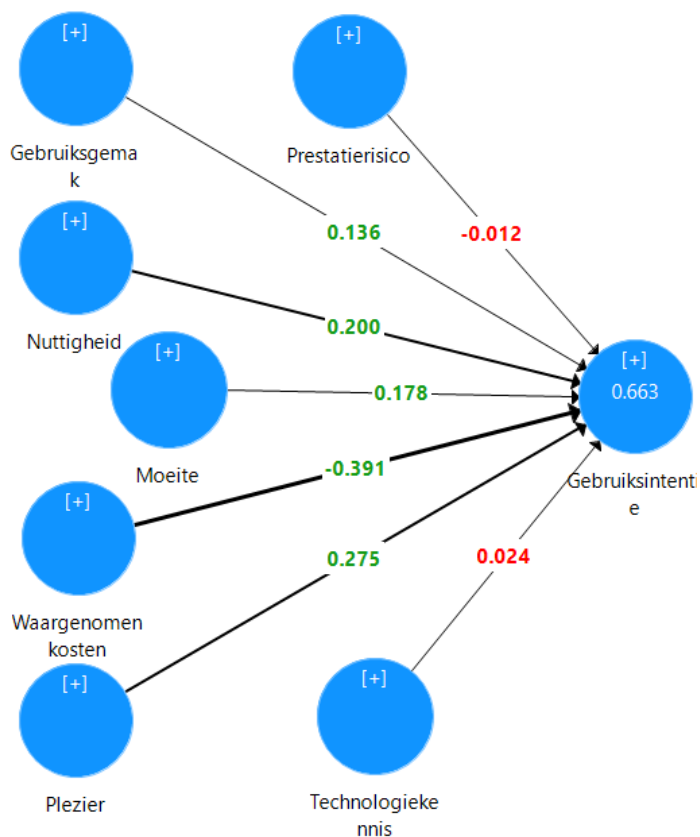 [+]
Gebruiksgema
k
[+]
Prestatierisico
0.136
-0.012
[+]
Nuttigheid
0.200
[+]
Moeite
0.178
[+]
0.663
Gebruiksintenti
e
[+]
Waargenomen
kosten
-0.391
[+]
Plezier
0.275
0.024
[+]
Technologieke
nnis